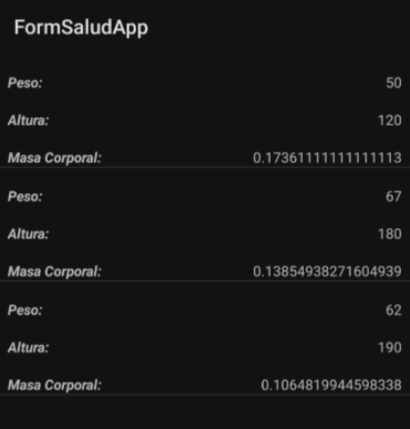 FormSaludApp
Peso: 50
Altura: 120
Masa Corporal: 0.17361111111111113
Peso: 67
Altura: 180
Masa Corporal: 0.13854938271604939
Peso: 62
Altura: 190
Masa Corporal: 0.1064819944598338